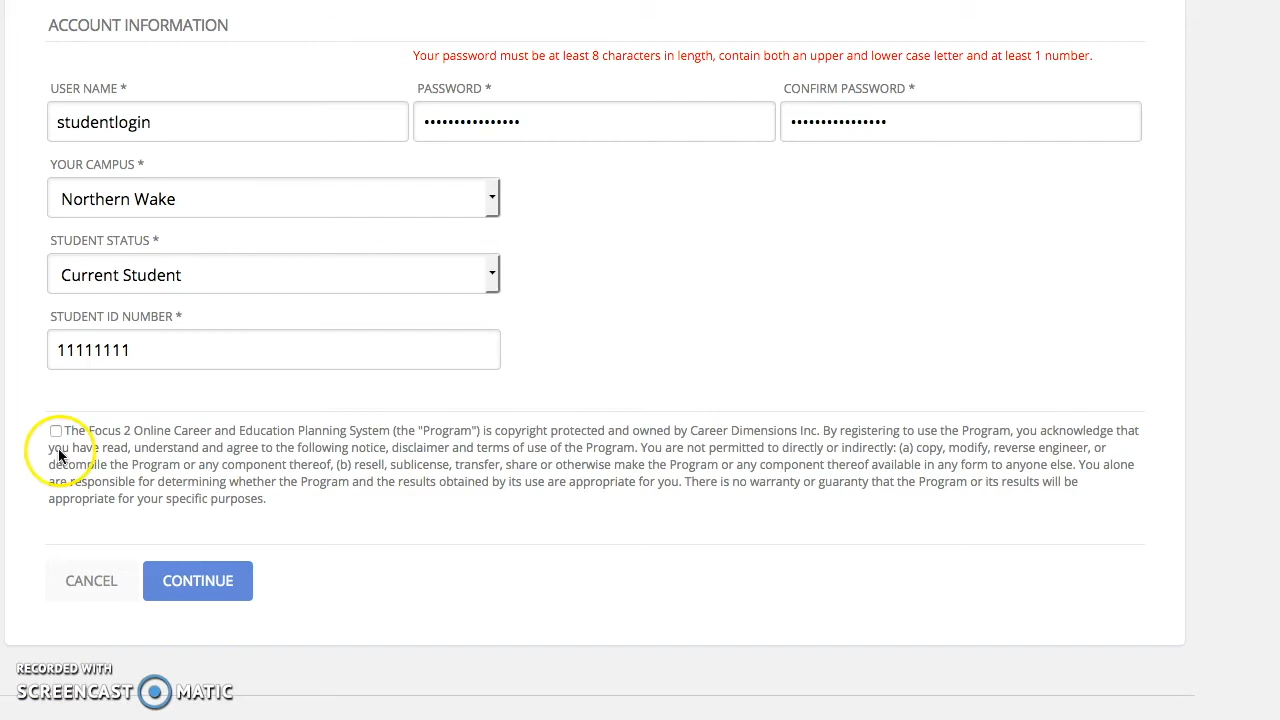 ACCOUNT INFORMATION
Your password must be at least 8 characters in length, contain both an upper and lower case letter and at least 1 number.
USER NAME * PASSWORD * CONFIRM PASSWORD *
studentlogin •••••••••••••••• ••••••••••••••••
YOUR CAMPUS *
Northern Wake
STUDENT STATUS *
Current Student
STUDENT ID NUMBER *
11111111
The Focus 2 Online Career and Education Planning System (the "Program") is copyright protected and owned by Career Dimensions Inc. By registering to use the Program, you acknowledge that
you have read, understand and agree to the following notice, disclaimer and terms of use of the Program. You are not permitted to directly or indirectly: (a) copy, modify, reverse engineer, or
decompile the Program or any component thereof, (b) resell, sublicense, transfer, share or otherwise make the Program or any component thereof available in any form to anyone else. You alone
are responsible for determining whether the Program and the results obtained by its use are appropriate for you. There is no warranty or guaranty that the Program or its results will be
appropriate for your specific purposes.
CANCEL CONTINUE
RECORDED WITH
SCREENCAST MATIC